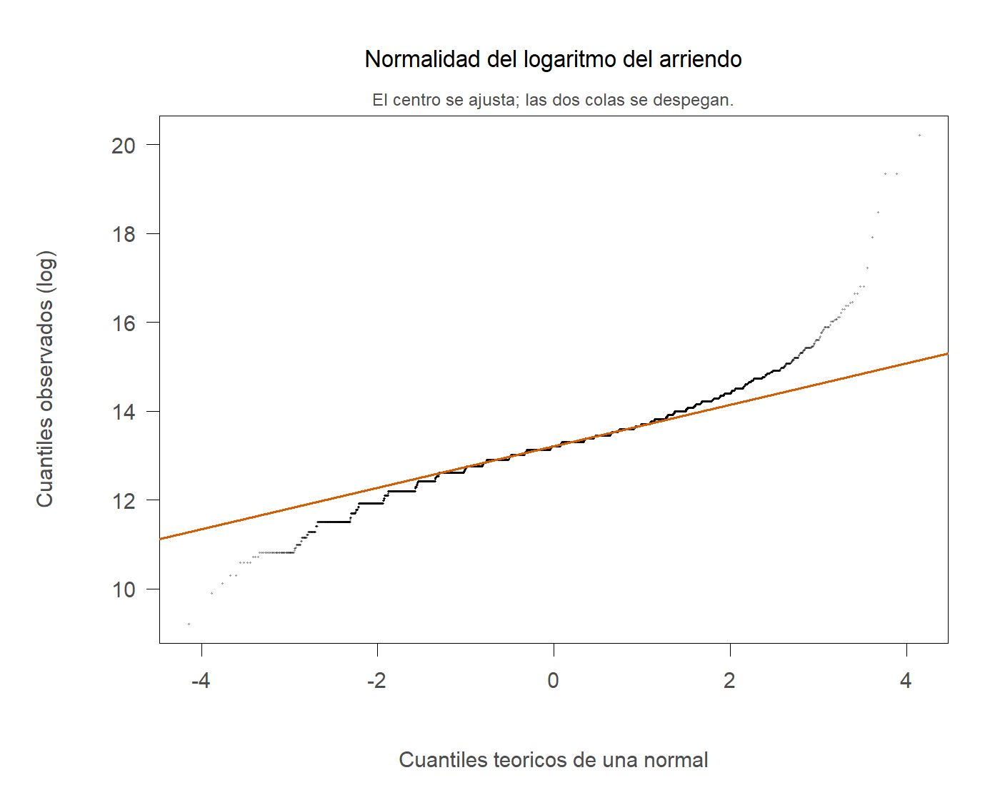 Normalidad del logaritmo del arriendo
El centro se ajusta; las dos colas se despegan.
Cuantiles observados (log)
20
18
16
14
12
10
-4
-2
0
2
4
Cuantiles teoricos de una normal